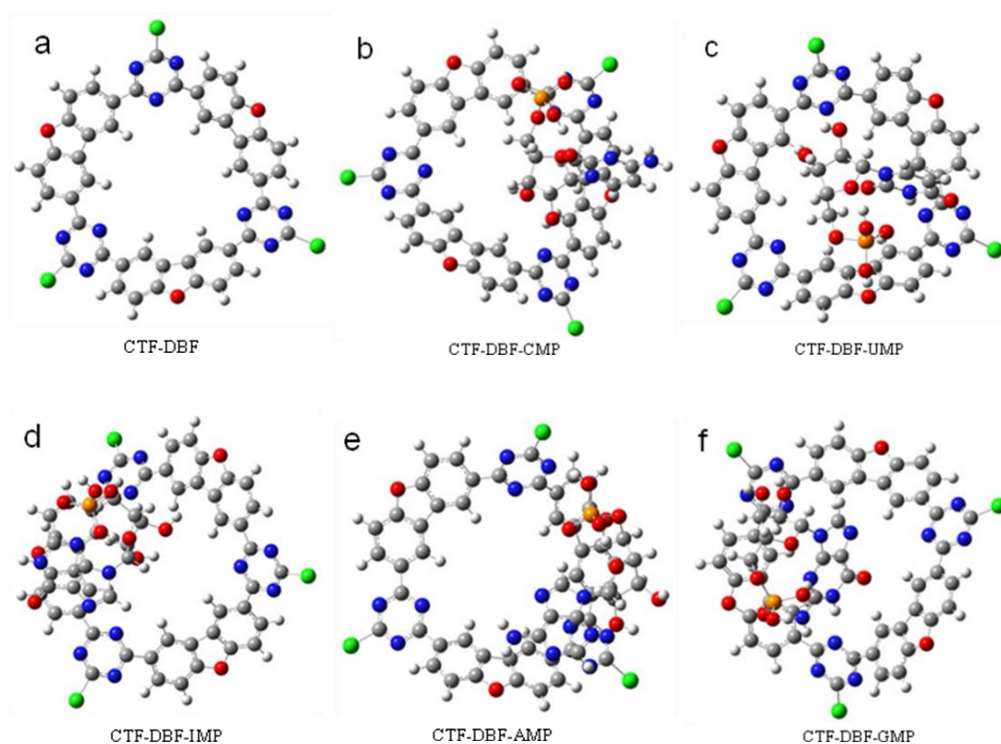 a
b
c
CTF-DBF
CTF-DBF-CMP
CTF-DBF-UMP
d
e
f
CTF-DBF-IMP
CTF-DBF-AMP
CTF-DBF-GMP